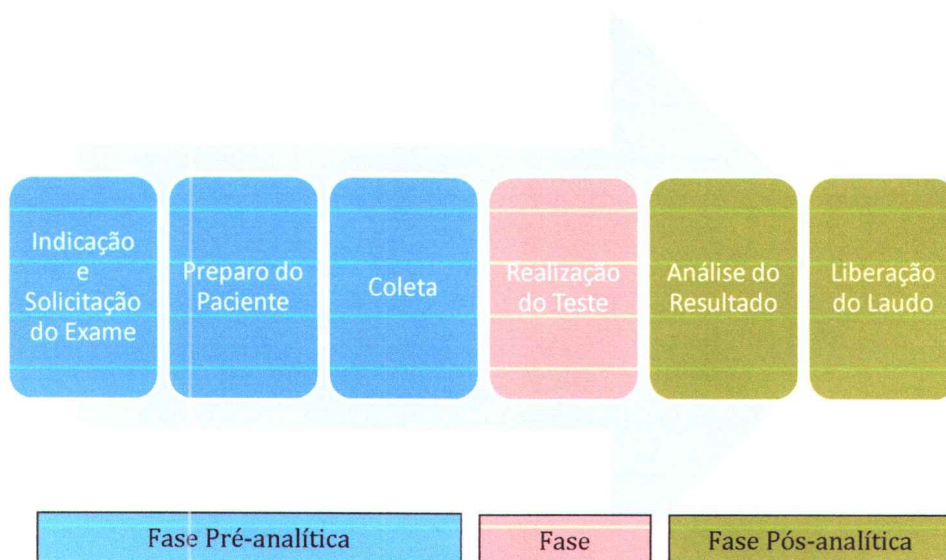 Indicação
e
Solicitação
do Exame
Preparo do
Paciente
Coleta
Realização
do Teste
Análise do
Resultado
Liberação
do Laudo
Fase Pré-analítica
Fase
Fase Pós-analítica